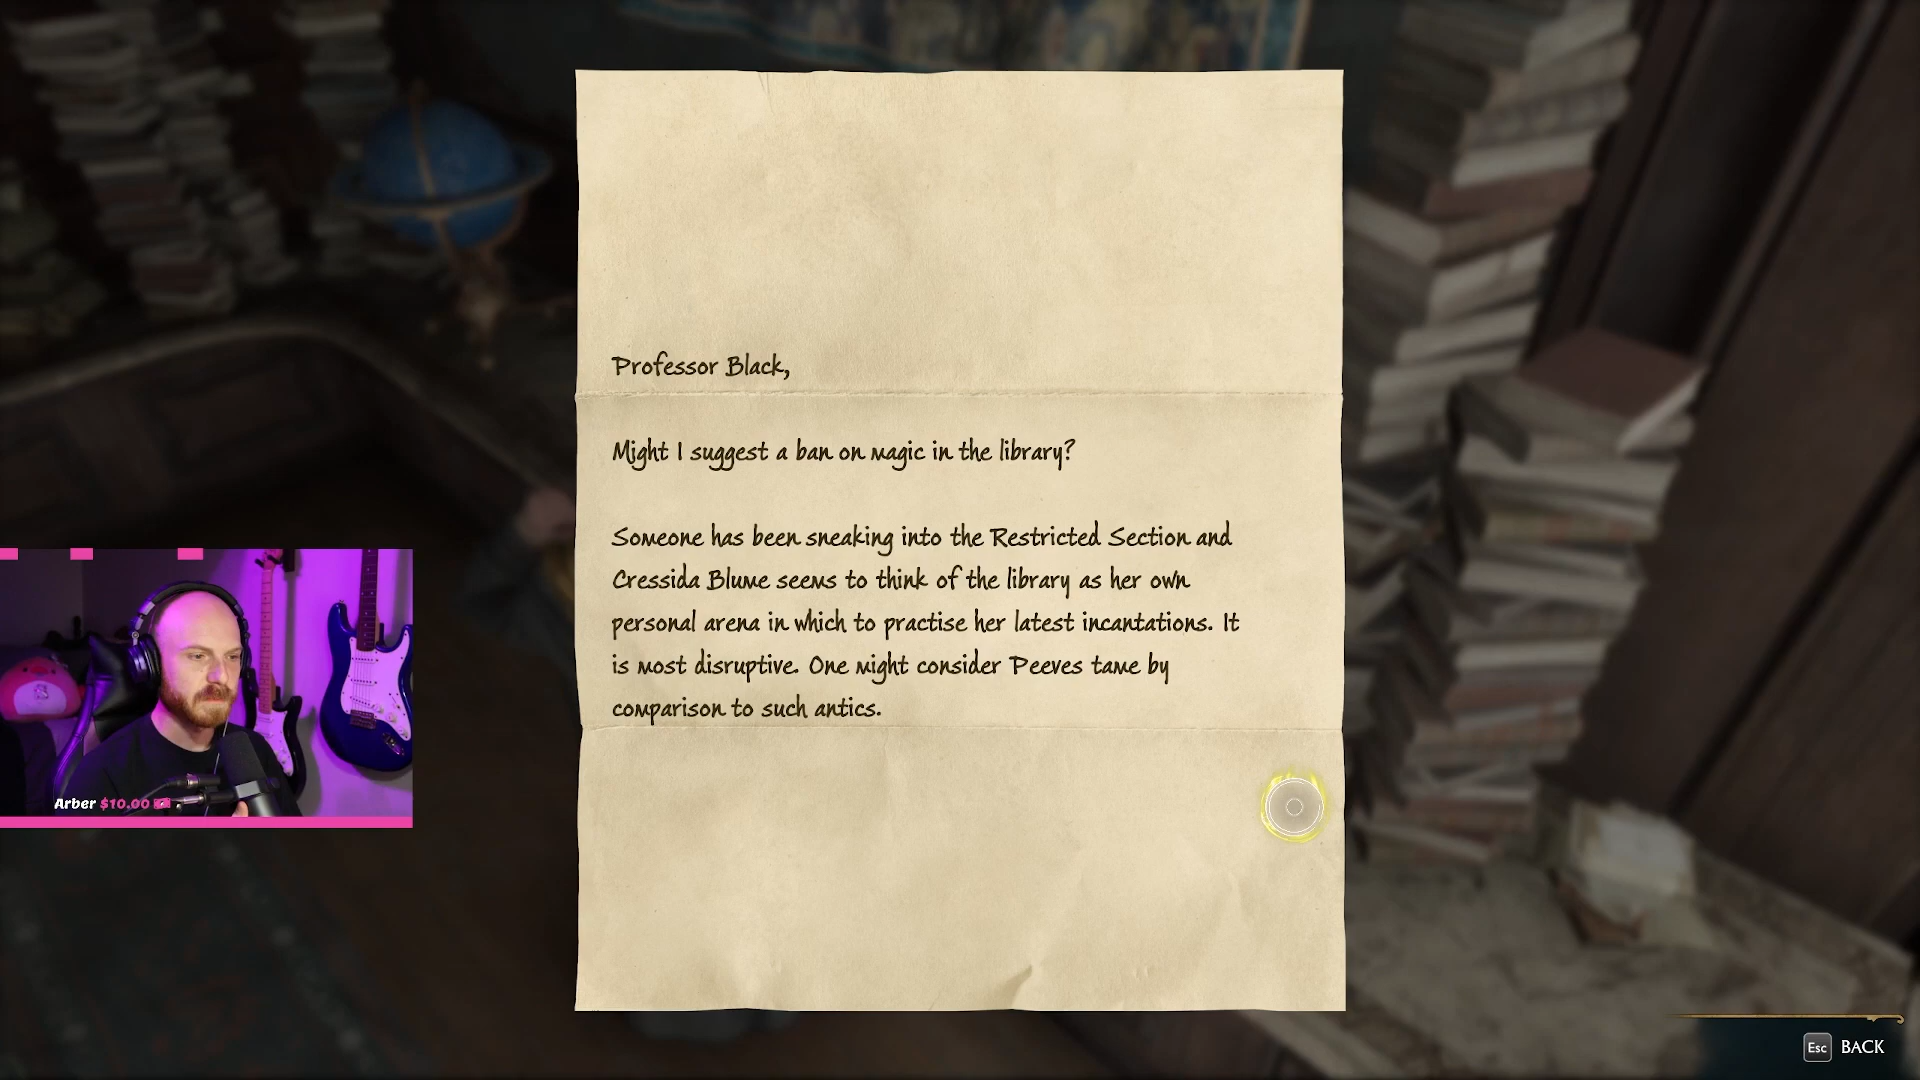 Professor Black,
Might I suggest a ban on magic in the library?
Someone has been sneaking into the Restricted Section and
Cressida Blume seems to think of the library as her own
personal arena in which to practise her latest incantations. It
is most disruptive. One might consider Peeves tame by
comparison to such antics.
Arber $10.00
Esc BACK